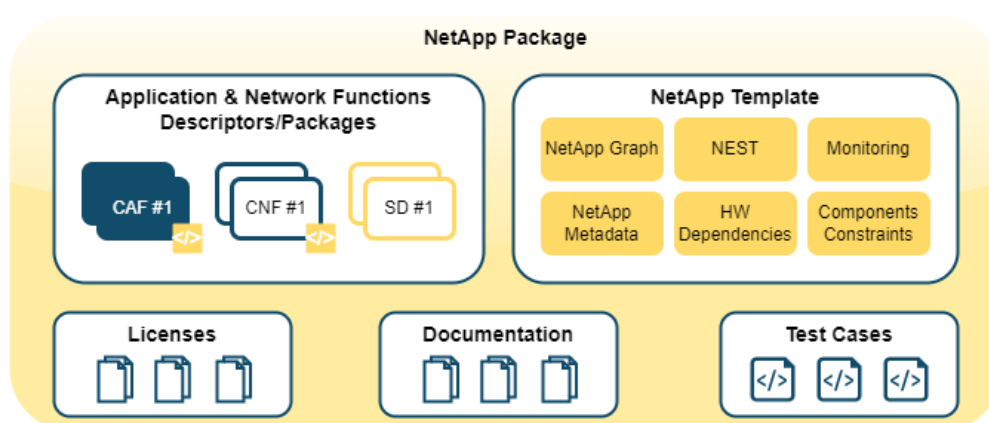 NetApp Package
Application & Network Functions
Descriptors/Packages
CAF #1
</>
CNF #1
</>
SD #1
NetApp Template
NetApp Graph
NEST
Monitoring
NetApp
Metadata
HW
Dependencies
Components
Constraints
Licenses
Documentation
Test Cases
</>
</>
</>